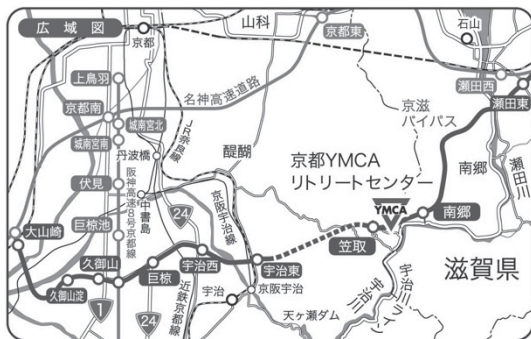 広域図
京都
山科
京都東
石山
上鳥羽
瀬田西
瀬田東
京都南
名神高速道路
城南宮北
城南宮南
JR奈良線
京滋
バイパス
丹波橋
醍醐
京都YMCA
リトリートセンター
南郷
瀬田川
伏見
阪神高速8号京都線
中書島
24
京阪宇治線
YMCA
南郷
大山崎
巨椋池
笠取
滋賀県
久御山
宇治西
宇治東
巨椋
久御山淀
1
24
近鉄京都線
宇治
京阪宇治
天ヶ瀬ダム
宇治川
宇治川ライン